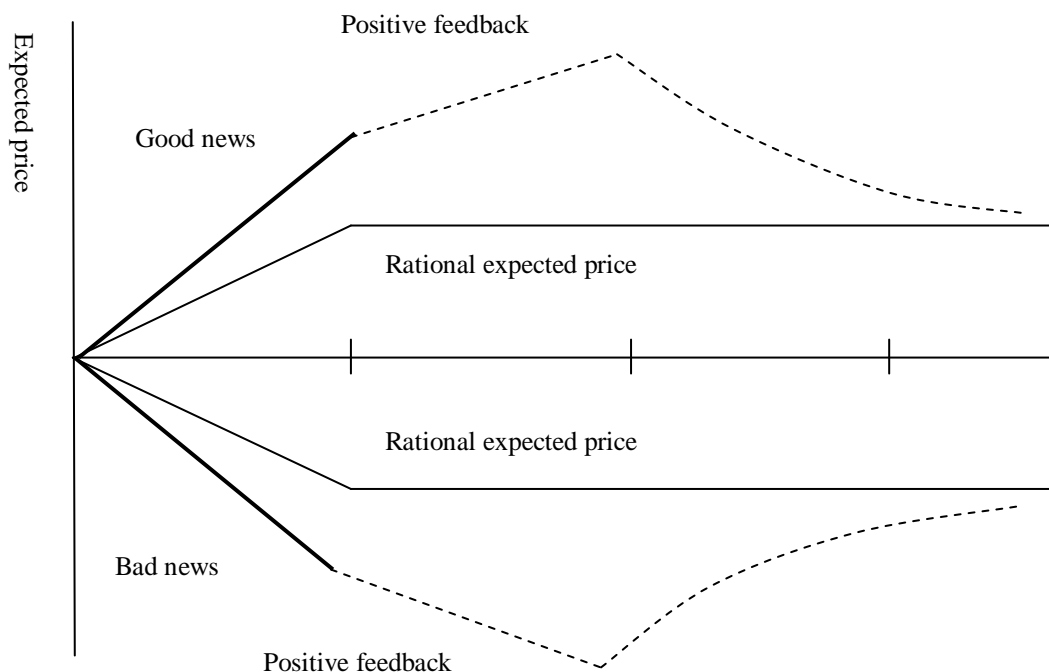 Positive feedback
Expected price
Good news
Rational expected price
Rational expected price
Bad news
Positive feedback